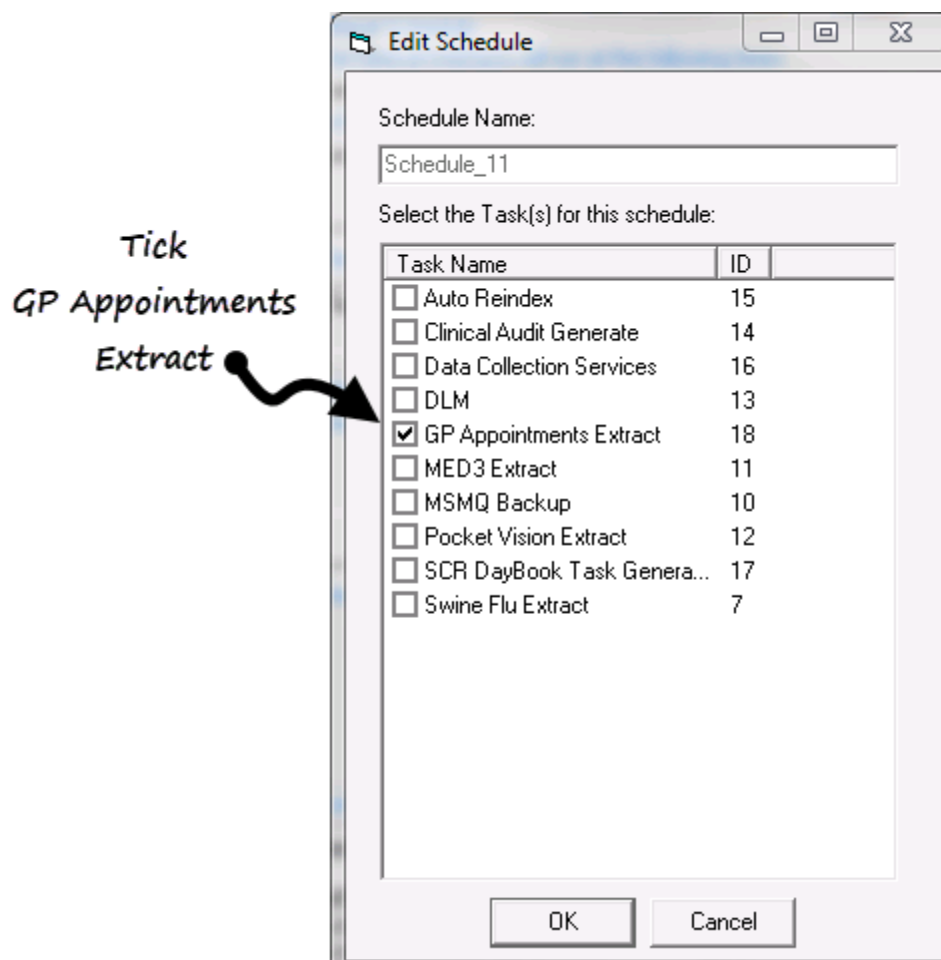 Edit Schedule
Schedule Name:
Schedule_11
Select the Task(s) for this schedule:
Tick
GP Appointments
Extract
Task Name ID
Auto Reindex 15
Clinical Audit Generate 14
Data Collection Services 16
DLM 13
GP Appointments Extract 18
MED3 Extract 11
MSMQ Backup 10
Pocket Vision Extract 12
SCR DayBook Task Genera... 17
Swine Flu Extract 7
OK Cancel